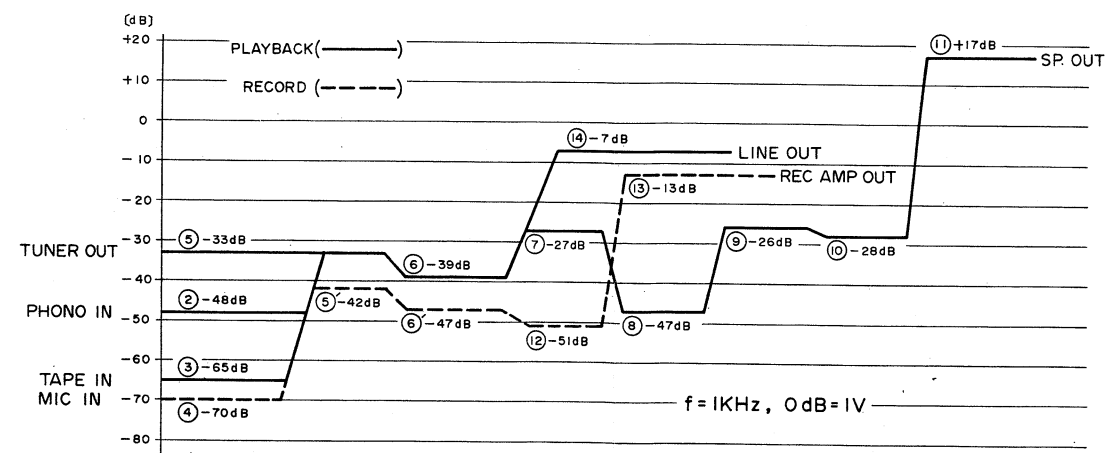 (dB)
+20
PLAYBACK (———)
⑪ +17dB
SP. OUT
+10
RECORD (— — —)
0
⑭ -7dB
-10
LINE OUT
REC AMP OUT
⑬ -13dB
-20
-30
TUNER OUT
⑤ -33dB
⑥ -39dB
⑦ -27dB
⑨ -26dB
⑩ -28dB
-40
PHONO IN
② -48dB
⑤′ -42dB
⑥′ -47dB
⑫ -51dB
⑧ -47dB
-50
-60
TAPE IN
③ -65dB
MIC IN
-70
④ -70dB
f = 1KHz, 0dB = 1V
-80